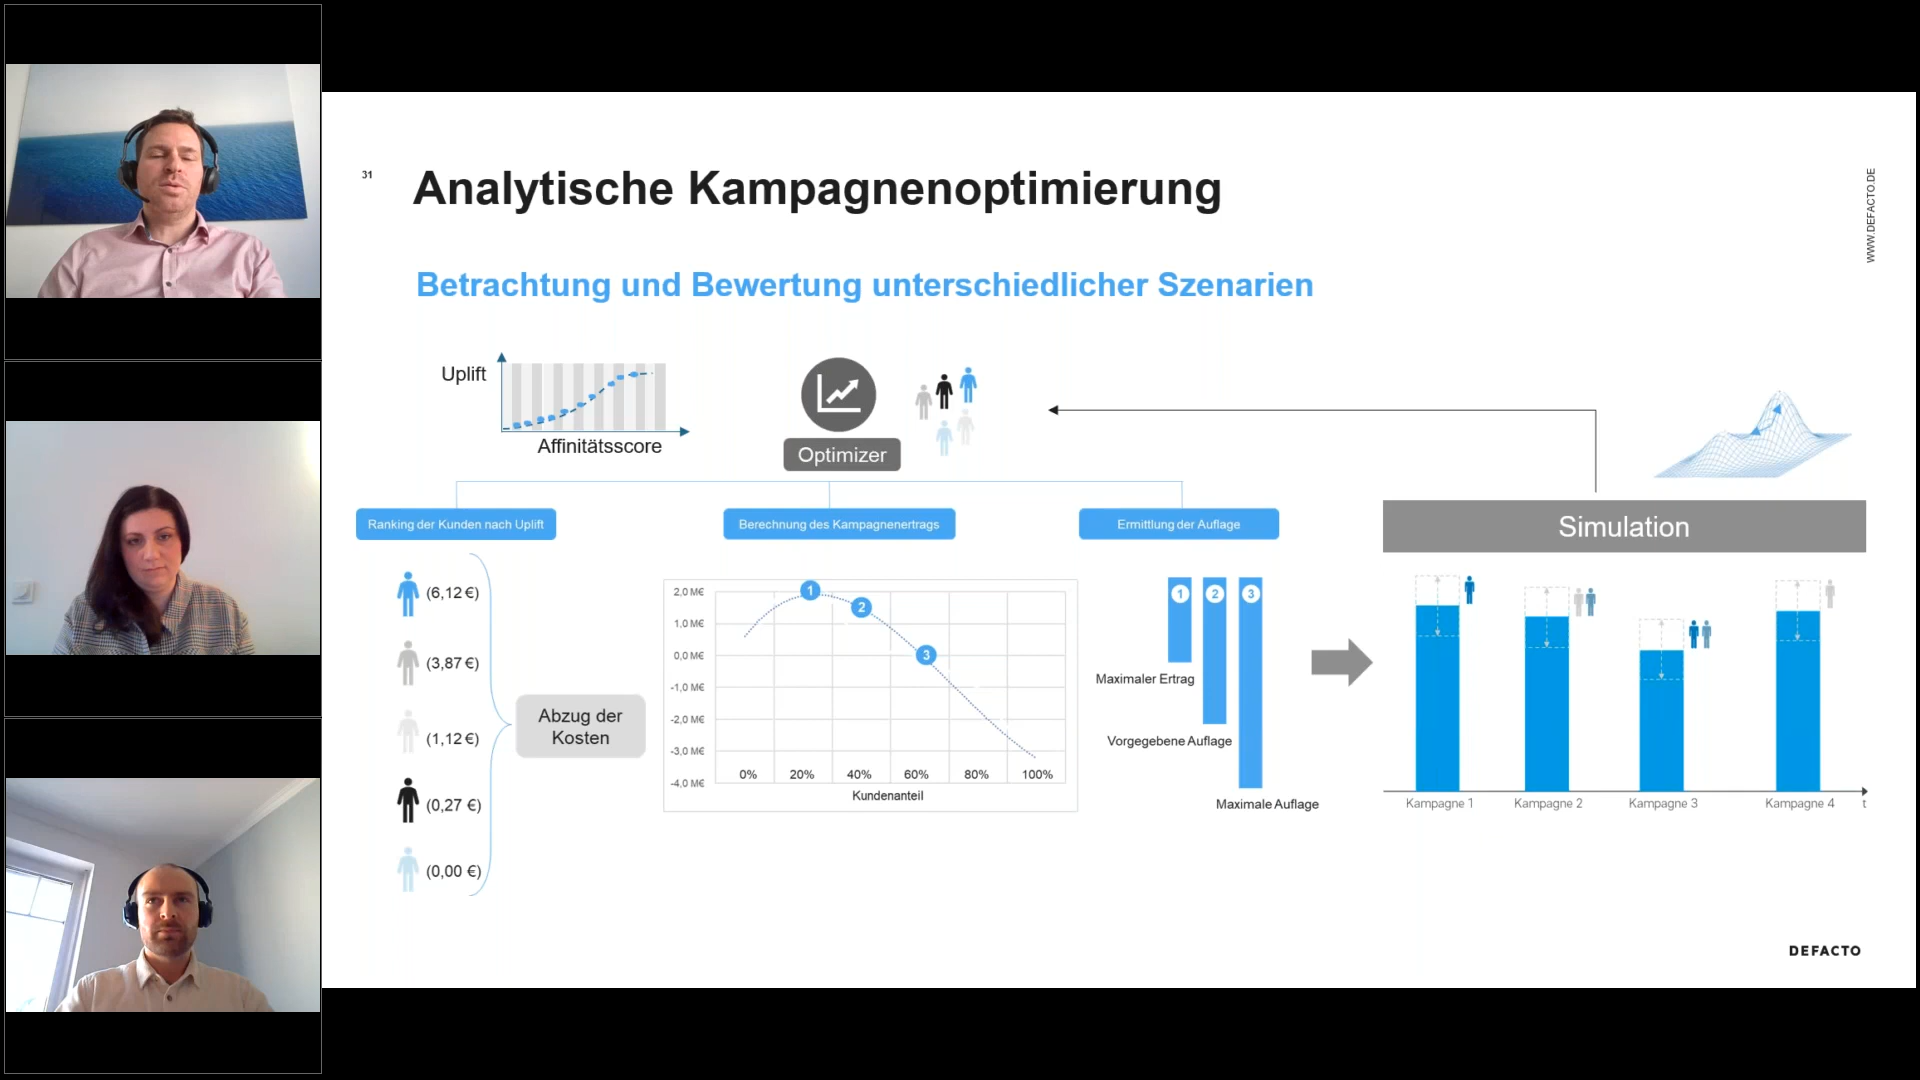 31
Analytische Kampagnenoptimierung
WWW.DEFACTO.DE
Betrachtung und Bewertung unterschiedlicher Szenarien
Uplift
Affinitätsscore
Optimizer
Ranking der Kunden nach Uplift
Berechnung des Kampagnenertrags
Ermittlung der Auflage
Simulation
(6,12 €)
(3,87 €)
(1,12 €)
(0,27 €)
(0,00 €)
Abzug der
Kosten
2,0 M€
1,0 M€
0,0 M€
-1,0 M€
-2,0 M€
-3,0 M€
-4,0 M€
1
2
3
0% 20% 40% 60% 80% 100%
Kundenanteil
1 2 3
Maximaler Ertrag
Vorgegebene Auflage
Maximale Auflage
Kampagne 1 Kampagne 2 Kampagne 3 Kampagne 4 t
DEFACTO